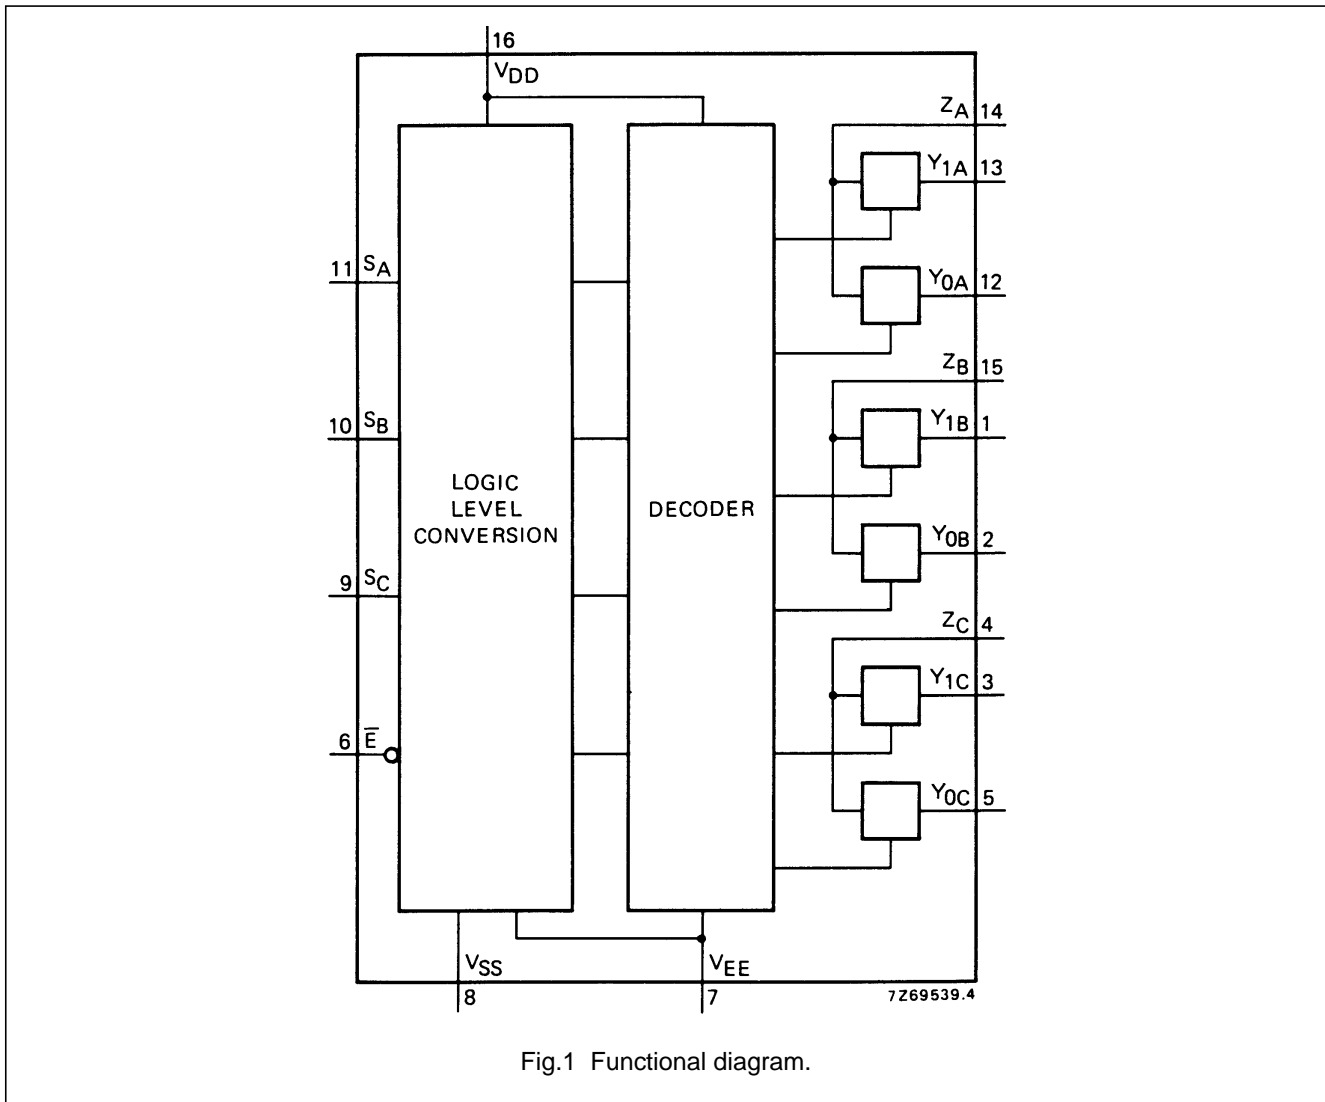 16
VDD
ZA 14
Y1A 13
11 SA
Y0A 12
ZB 15
10 SB
Y1B 1
LOGIC
LEVEL
CONVERSION
DECODER
Y0B 2
9 SC
ZC 4
Y1C 3
6 E̅
Y0C 5
VSS
VEE
8
7
7Z69539.4
Fig.1 Functional diagram.